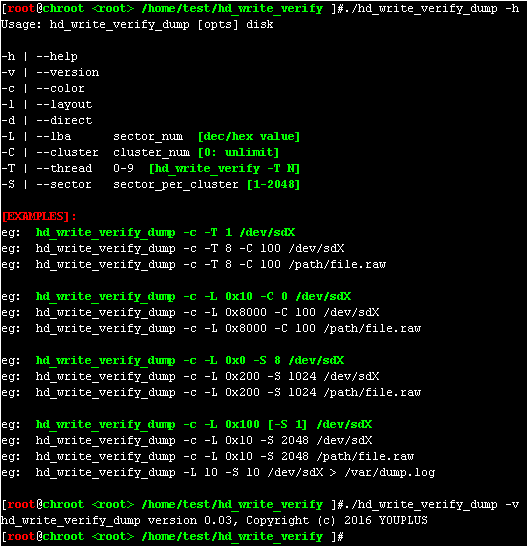 [root@chroot <root> /home/test/hd_write_verify ]#./hd_write_verify_dump -h
Usage: hd_write_verify_dump [opts] disk
-h | --help
-v | --version
-c | --color
-l | --layout
-d | --direct
-L | --lba      sector_num  [dec/hex value]
-C | --cluster  cluster_num [0: unlimit]
-T | --thread   0-9  [hd_write_verify -T N]
-S | --sector   sector_per_cluster [1-2048]
[EXAMPLES]:
eg:  hd_write_verify_dump -c -T 1 /dev/sdX
eg:  hd_write_verify_dump -c -T 8 -C 100 /dev/sdX
eg:  hd_write_verify_dump -c -T 8 -C 100 /path/file.raw
eg:  hd_write_verify_dump -c -L 0x10 -C 0 /dev/sdX
eg:  hd_write_verify_dump -c -L 0x8000 -C 100 /dev/sdX
eg:  hd_write_verify_dump -c -L 0x8000 -C 100 /path/file.raw
eg:  hd_write_verify_dump -c -L 0x0 -S 8 /dev/sdX
eg:  hd_write_verify_dump -c -L 0x200 -S 1024 /dev/sdX
eg:  hd_write_verify_dump -c -L 0x200 -S 1024 /path/file.raw
eg:  hd_write_verify_dump -c -L 0x100 [-S 1] /dev/sdX
eg:  hd_write_verify_dump -c -L 0x10 -S 2048 /dev/sdX
eg:  hd_write_verify_dump -c -L 0x10 -S 2048 /path/file.raw
eg:  hd_write_verify_dump -L 10 -S 10 /dev/sdX > /var/dump.log
[root@chroot <root> /home/test/hd_write_verify ]#./hd_write_verify_dump -v
hd_write_verify_dump version 0.03, Copyright (c) 2016 YOUPLUS
[root@chroot <root> /home/test/hd_write_verify ]#